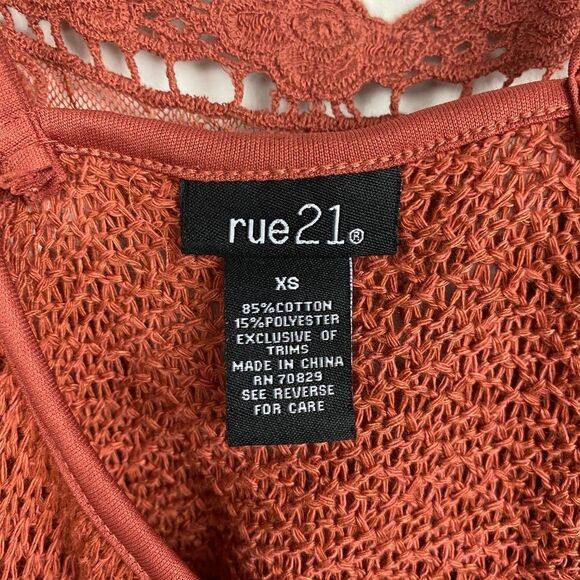 rue21®
XS
85%COTTON
15%POLYESTER
EXCLUSIVE OF
TRIMS
MADE IN CHINA
RN 70829
SEE REVERSE
FOR CARE